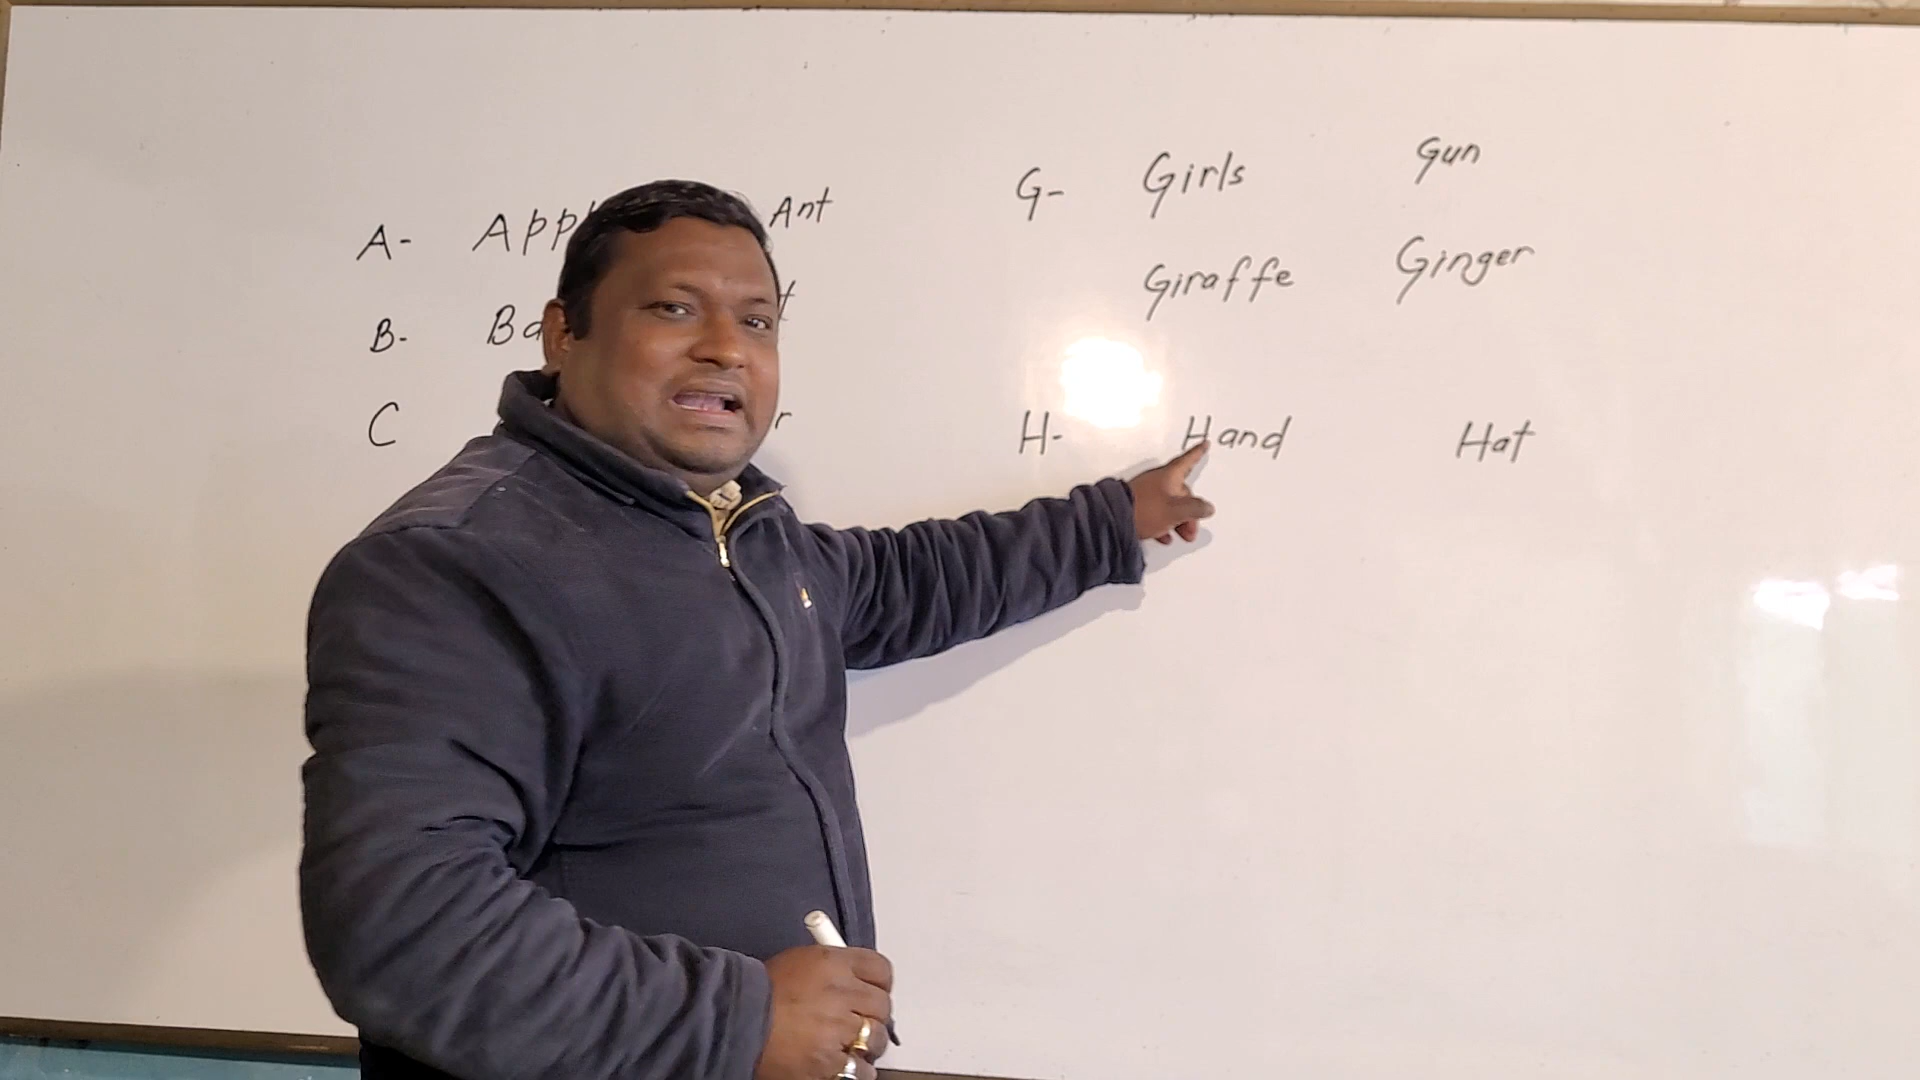 A- Ant
B-
C
G- Girls Gun
Giraffe Ginger
H- Hand Hat